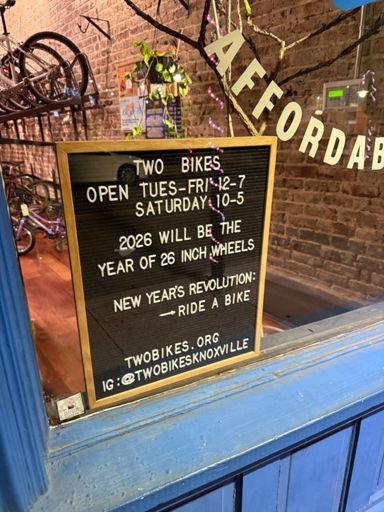 AFFORDAB
TWO BIKES
OPEN TUES-FRI 12-7
SATURDAY 10-5
2026 WILL BE THE
YEAR OF 26 INCH WHEELS
NEW YEAR'S REVOLUTION:
→RIDE A BIKE
TWOBIKES.ORG
IG:@TWOBIKESKNOXVILLE